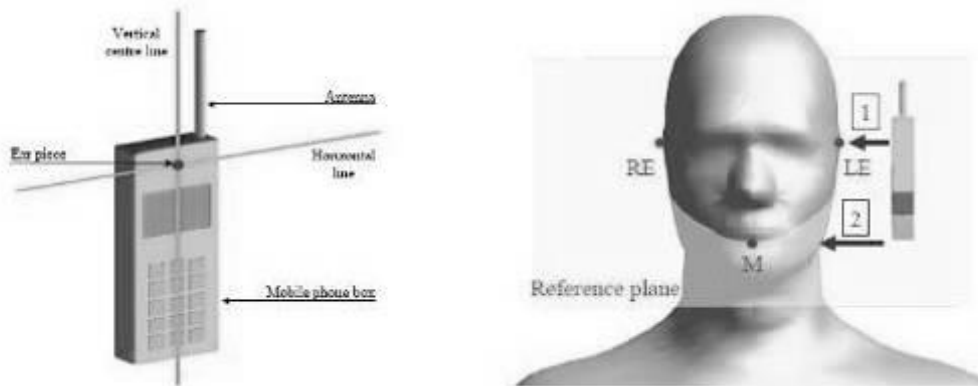 Vertical
centre line
Antenna
Ear piece
Horizontal
line
Mobile phone box
1
RE
LE
2
M
Reference plane